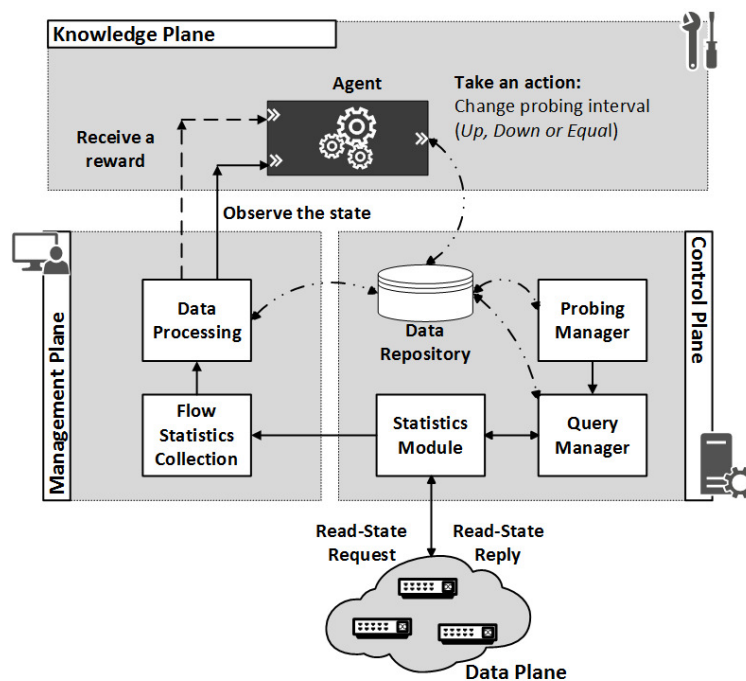 Knowledge Plane
Agent
Take an action:
Change probing interval
(Up, Down or Equal)
Receive a
reward
Observe the state
Management Plane
Data
Processing
Flow
Statistics
Collection
Control Plane
Data
Repository
Probing
Manager
Statistics
Module
Query
Manager
Read-State
Request
Read-State
Reply
Data Plane